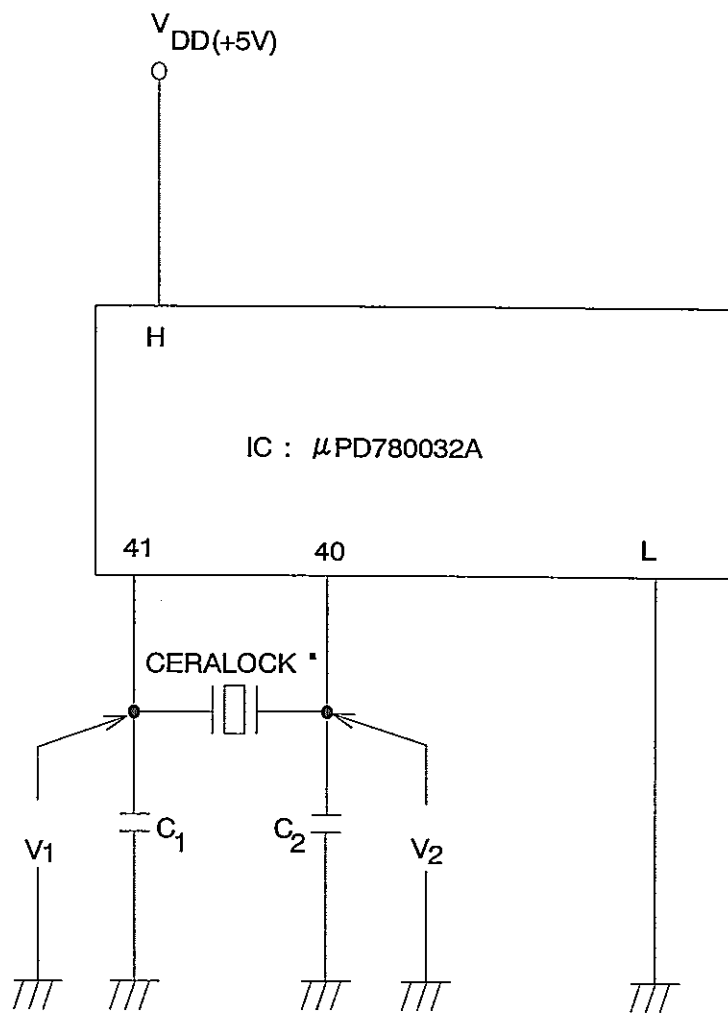 VDD(+5V)
H
IC : μPD780032A
41 40 L
CERALOCK
C1 C2
V1 V2